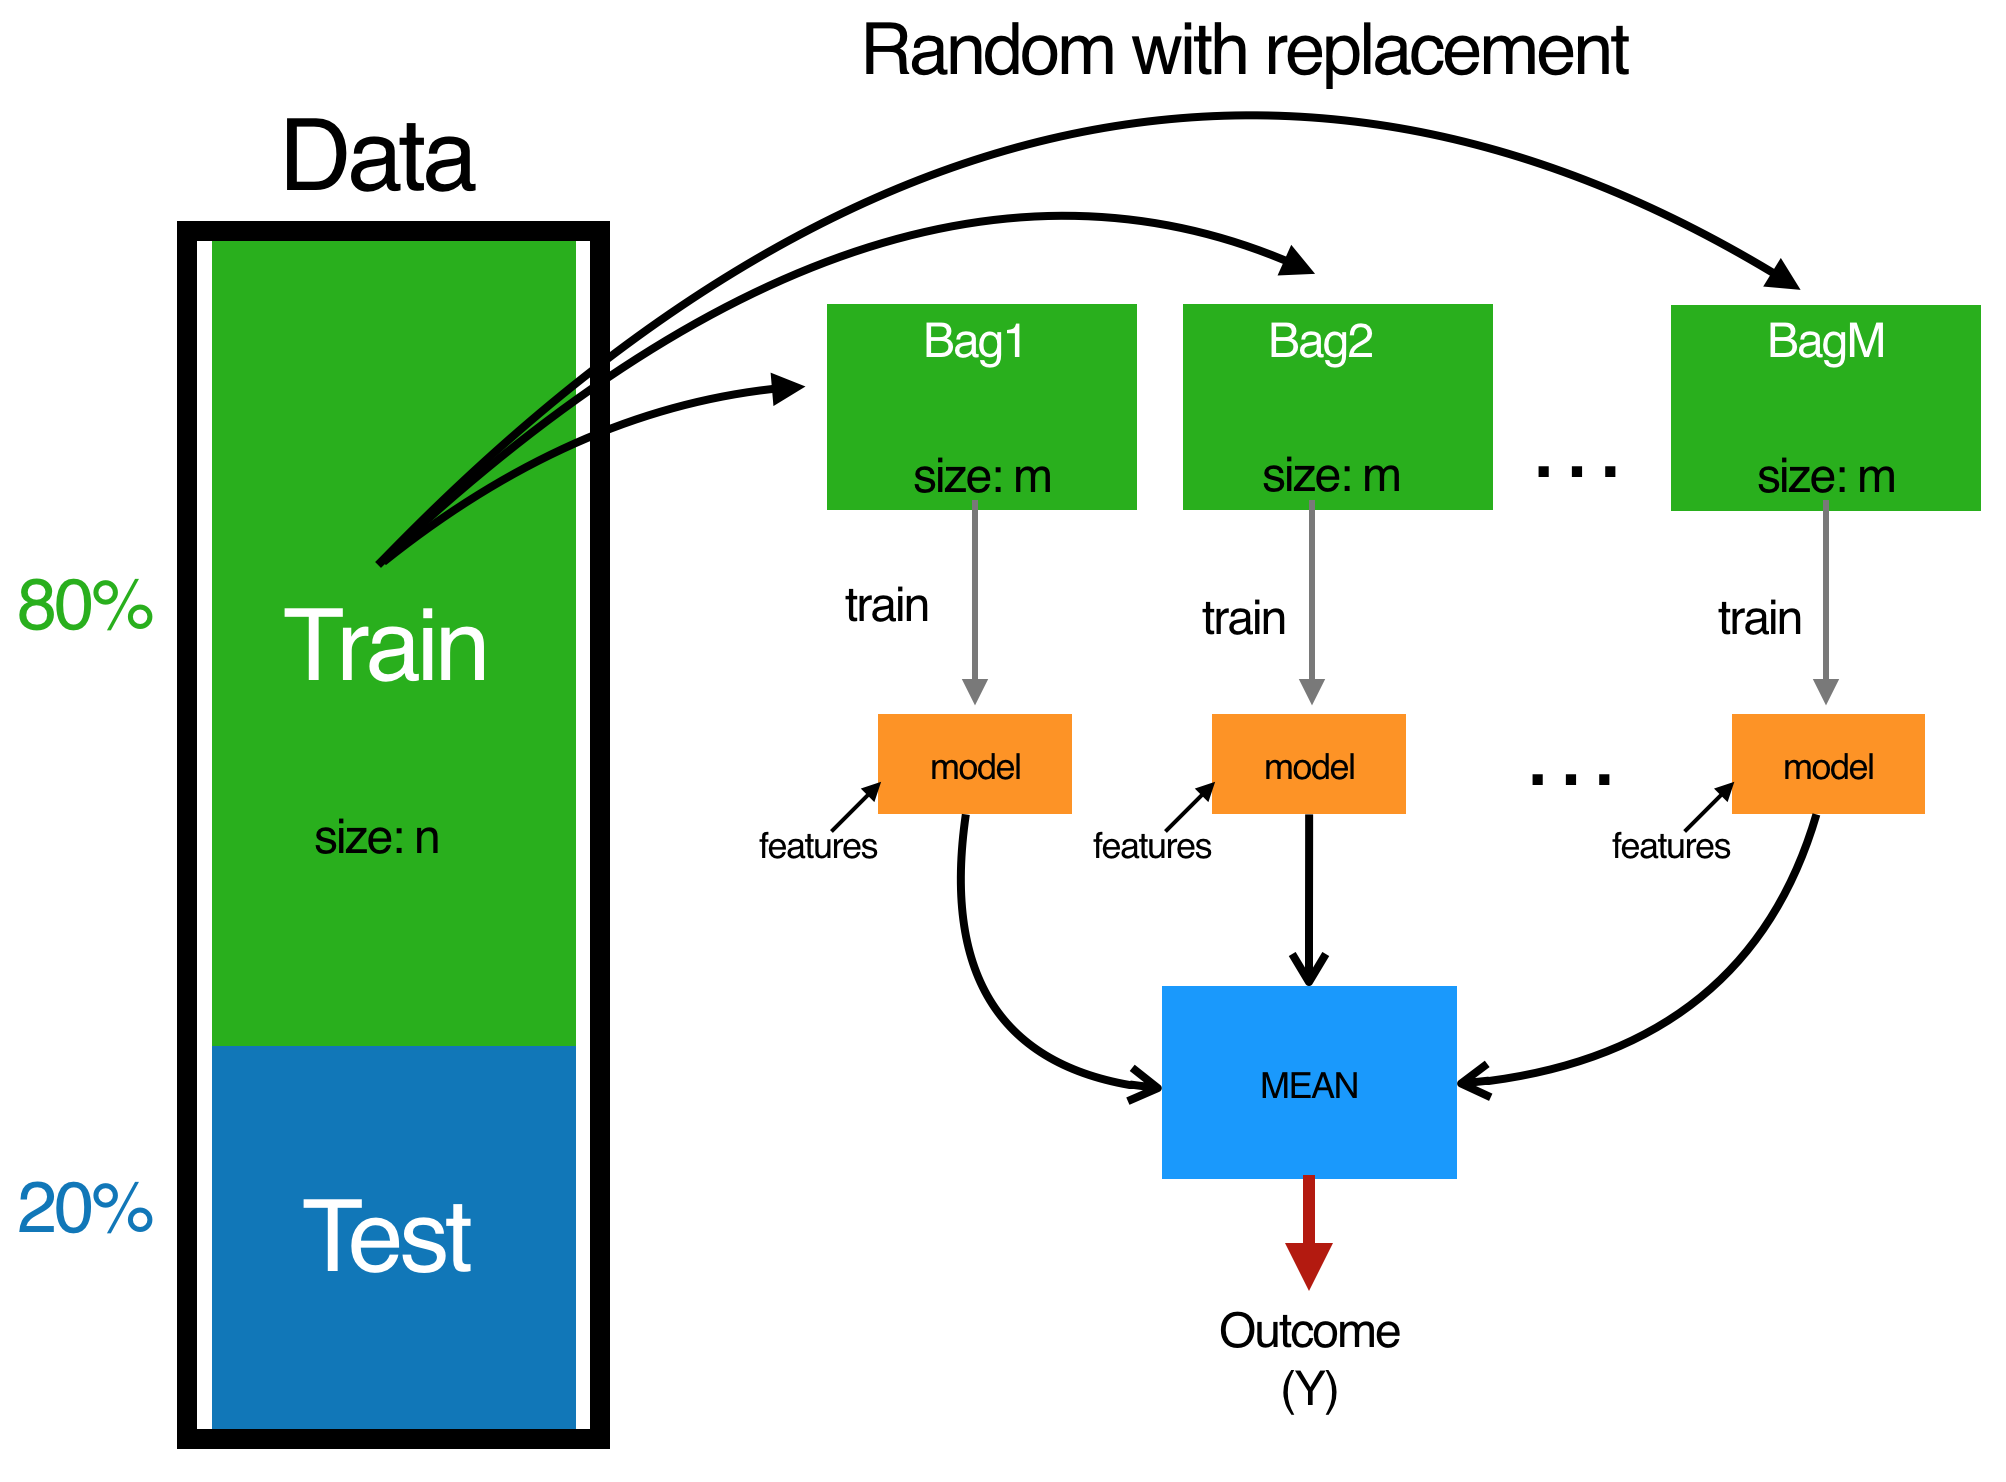 Random with replacement
Data
80%
Train
size: n
20%
Test
Bag1
size: m
Bag2
size: m
...
BagM
size: m
train
train
train
model
model
...
model
features
features
features
MEAN
Outcome
(Y)